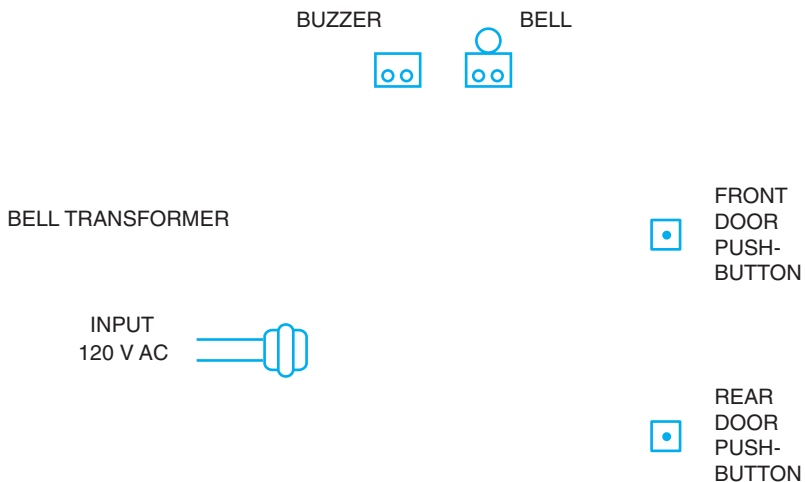 BUZZER
BELL
BELL TRANSFORMER
FRONT
DOOR
PUSH-
BUTTON
INPUT
120 V AC
REAR
DOOR
PUSH-
BUTTON